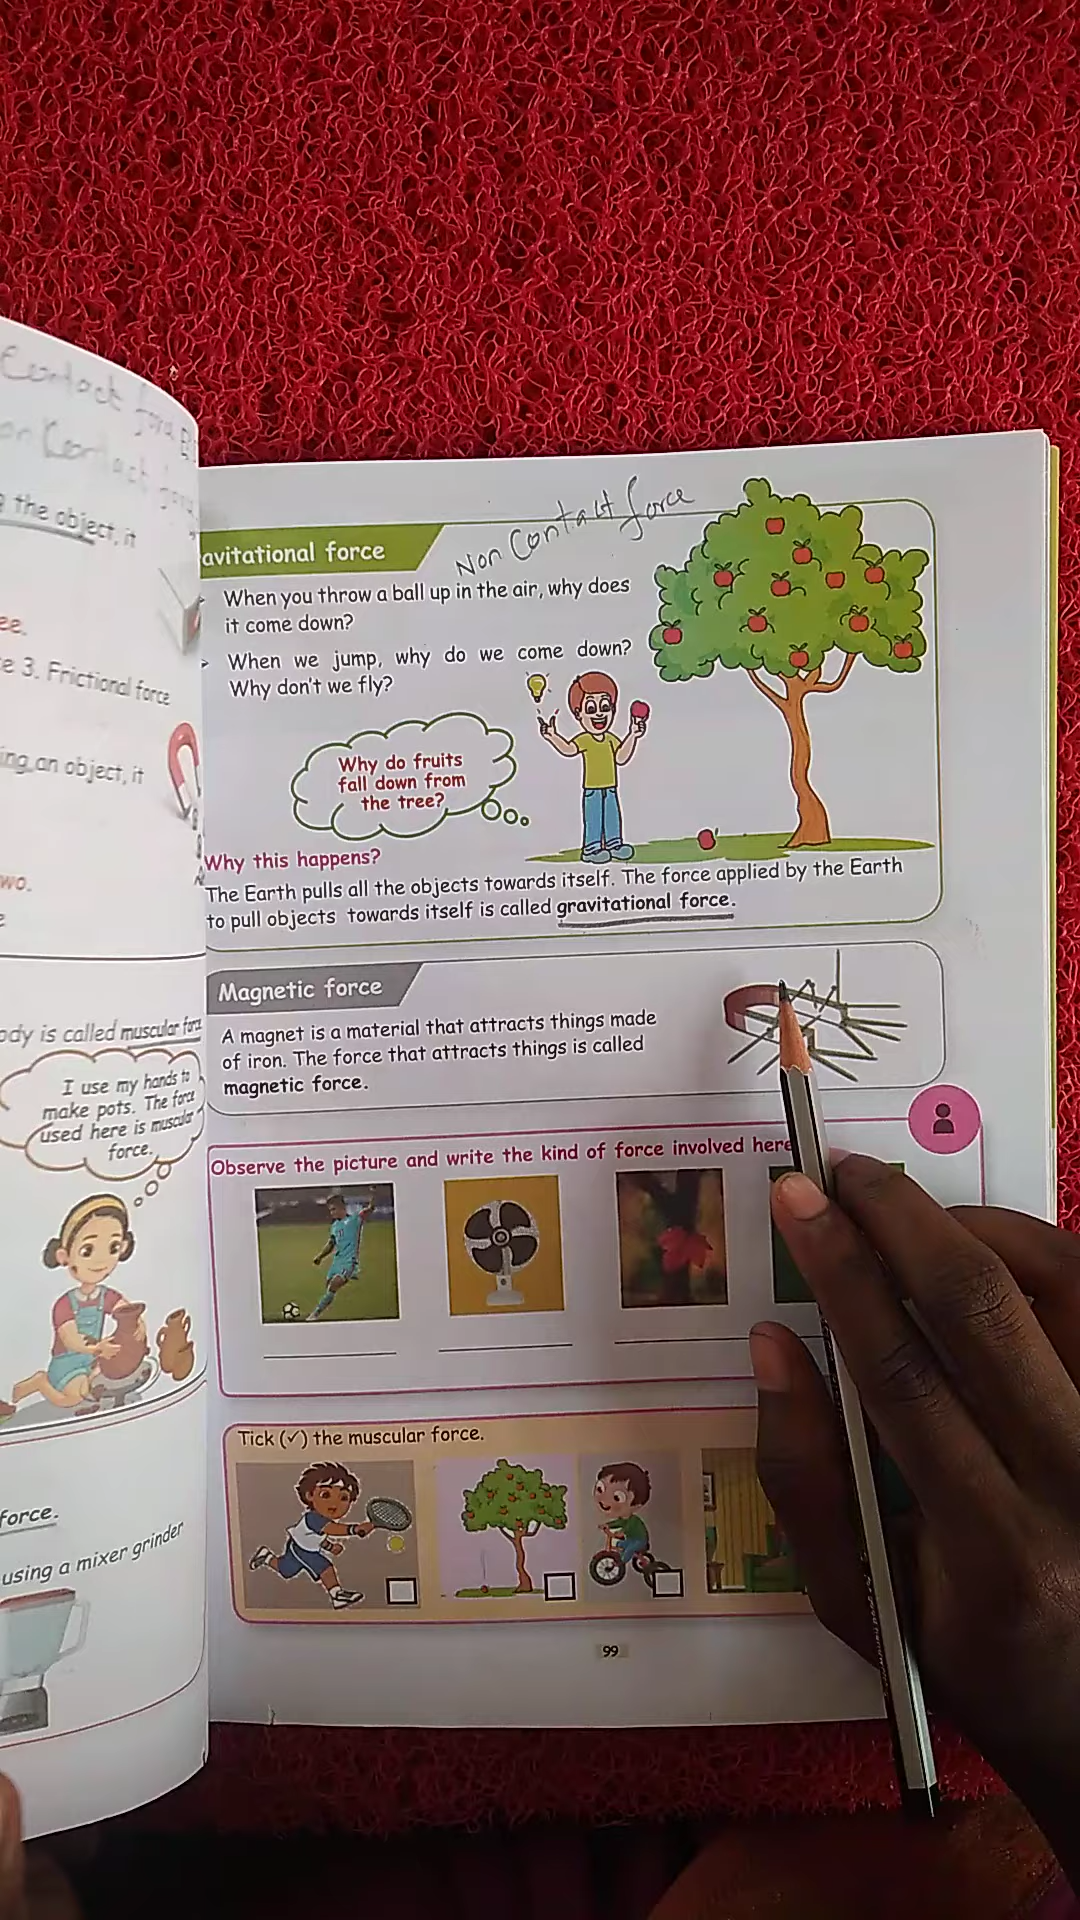 Contact force
on Contact force
the object, it
ee.
e 3. Frictional force
ing an object, it
wo.
ody is called muscular force
I use my hands to
make pots. The force
used here is muscular
force.
force.
using a mixer grinder
Non Contact force
avitational force
When you throw a ball up in the air, why does
it come down?
When we jump, why do we come down?
Why don't we fly?
Why do fruits
fall down from
the tree?
Why this happens?
The Earth pulls all the objects towards itself. The force applied by the Earth
to pull objects towards itself is called gravitational force.
Magnetic force
A magnet is a material that attracts things made
of iron. The force that attracts things is called
magnetic force.
Observe the picture and write the kind of force involved here
Tick (✓) the muscular force.
99